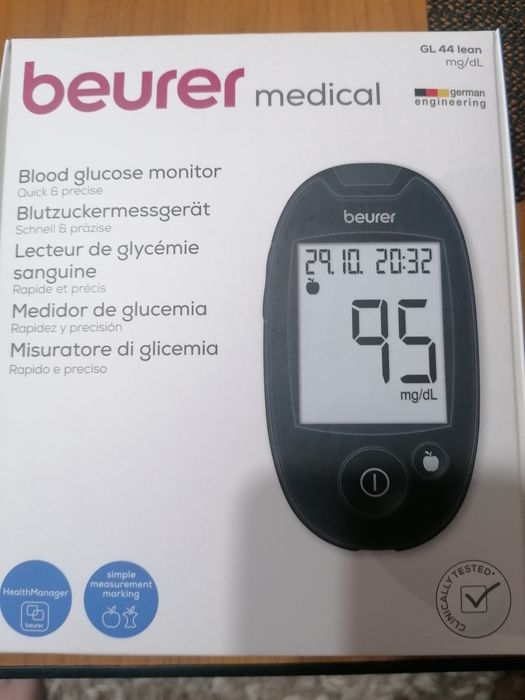 GL 44 lean
mg/dL
beurer medical
german
engineering
Blood glucose monitor
Quick & precise
Blutzuckermessgerät
Schnell & präzise
Lecteur de glycémie
sanguine
Rapide et précis
Medidor de glucemia
Rapidez y precisión
Misuratore di glicemia
Rapido e preciso
beurer
29.10. 20:32
95
mg/dL
HealthManager
beurer
simple
measurement
marking
CLINICALLY TESTED*